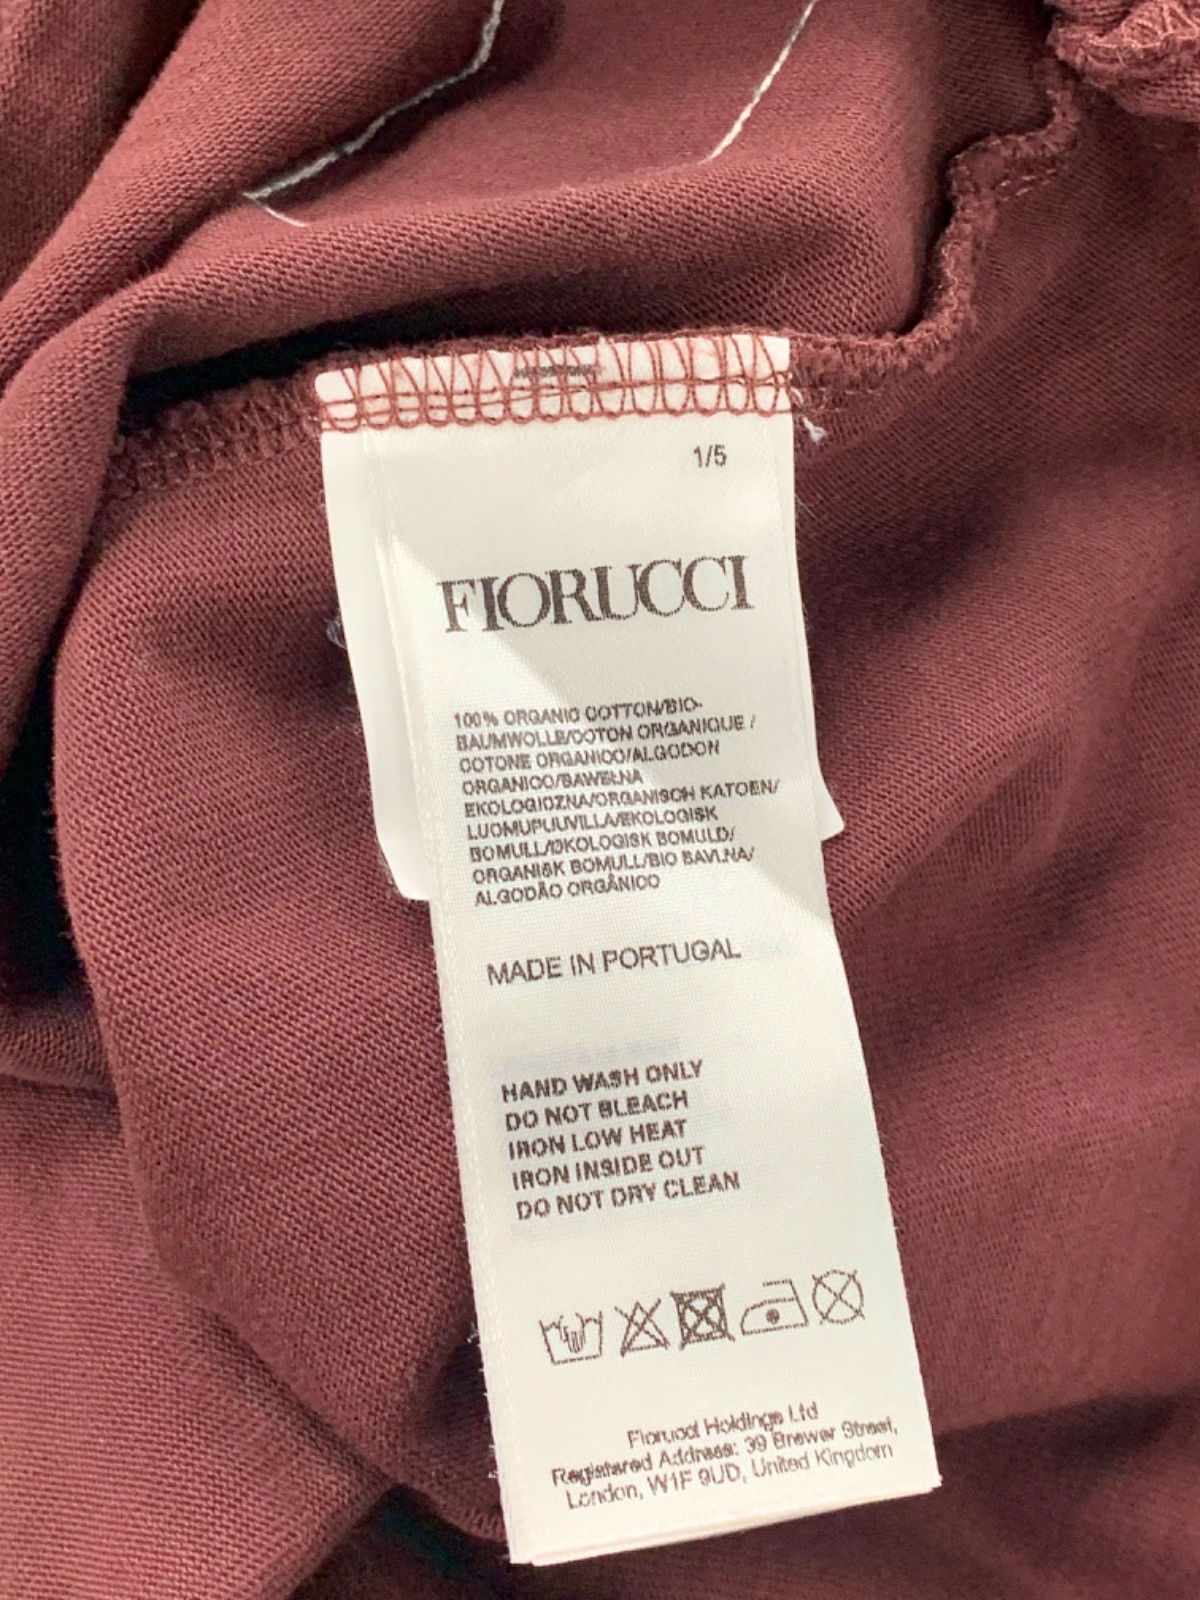 1/5
FIORUCCI
100% ORGANIC COTTON/BIO-
BAUMWOLLE/COTON ORGANIQUE /
COTONE ORGANICO/ALGODON
ORGANICO/BAWEŁNA
EKOLOGICZNA/ORGANISCH KATOEN/
LUOMUPUUVILLA/EKOLOGISK
BOMULL/ØKOLOGISK BOMULD/
ORGANISK BOMULL/BIO BAVLNA/
ALGODÃO ORGÂNICO
MADE IN PORTUGAL
HAND WASH ONLY
DO NOT BLEACH
IRON LOW HEAT
IRON INSIDE OUT
DO NOT DRY CLEAN
Fiorucci Holdings Ltd
Registered Address: 39 Brewer Street,
London, W1F 9UD, United Kingdom